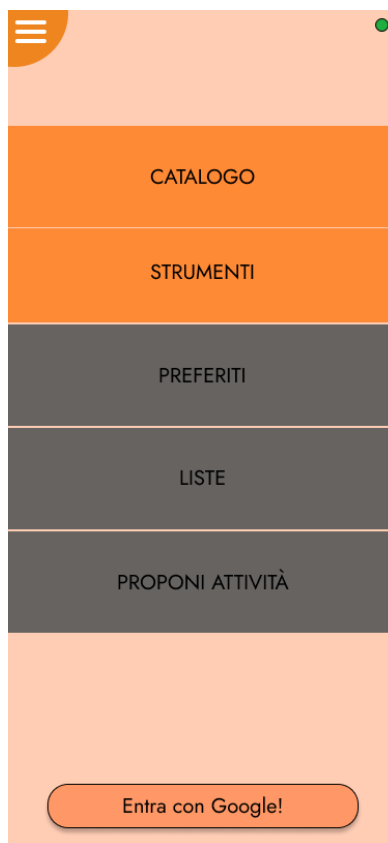 CATALOGO
STRUMENTI
PREFERITI
LISTE
PROPONI ATTIVITÀ
Entra con Google!